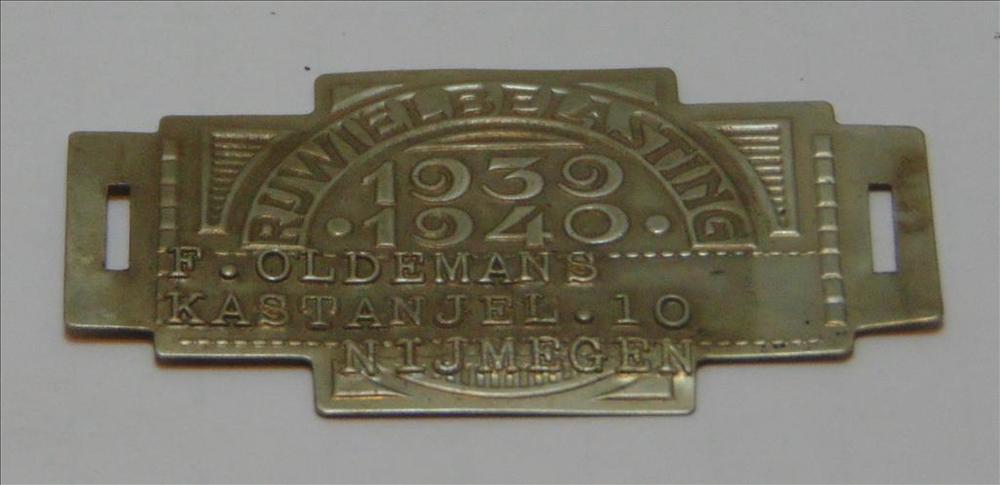 RIJWIELBELASTING
1939
· 1940 ·
F. OLDEMANS
KASTANJEL. 10
NIJMEGEN